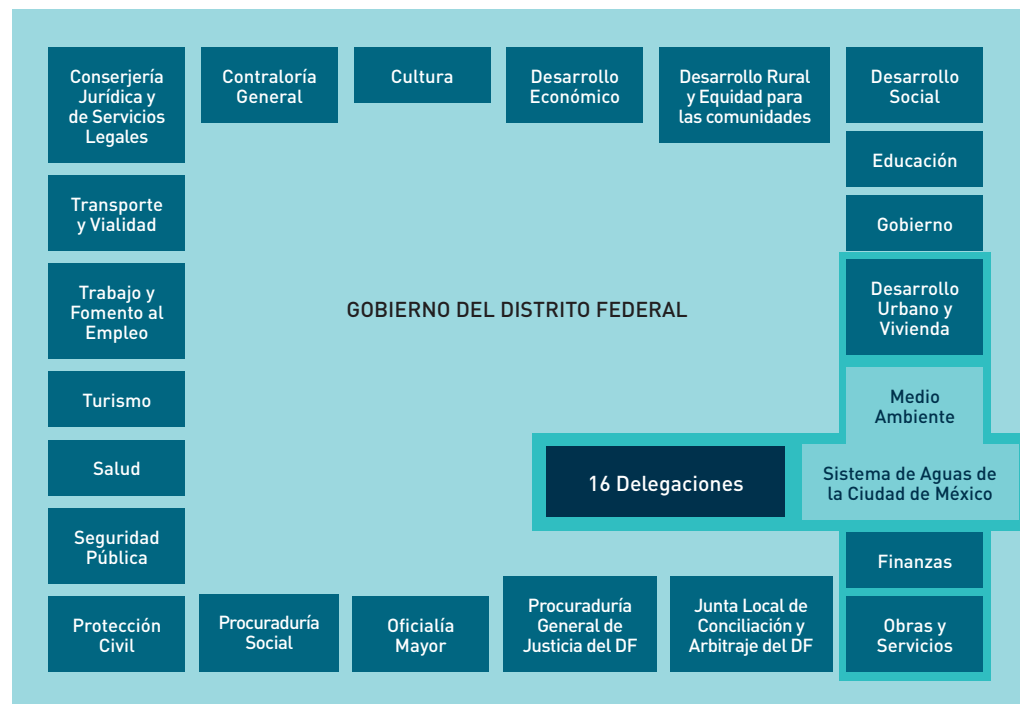 Conserjería
Jurídica y
de Servicios
Legales
Contraloría
General
Cultura
Desarrollo
Económico
Desarrollo Rural
y Equidad para
las comunidades
Desarrollo
Social
Educación
Transporte
y Vialidad
Gobierno
Trabajo y
Fomento al
Empleo
GOBIERNO DEL DISTRITO FEDERAL
Desarrollo
Urbano y
Vivienda
Turismo
Medio
Ambiente
Salud
16 Delegaciones
Sistema de Aguas de
la Ciudad de México
Seguridad
Pública
Finanzas
Protección
Civil
Procuraduría
Social
Oficialía
Mayor
Procuraduría
General de
Justicia del DF
Junta Local de
Conciliación y
Arbitraje del DF
Obras y
Servicios